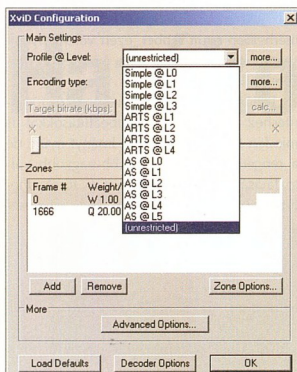 XviD Configuration
Main Settings
Profile @ Level: (unrestricted) more...
Simple @ L0
Encoding type: Simple @ L1 more...
Simple @ L2
Target bitrate (kbps): Simple @ L3 calc...
ARTS @ L1
ARTS @ L2
ARTS @ L3
ARTS @ L4
AS @ L0
Zones AS @ L1
Frame # Weight/ AS @ L2
0 W 1.00 AS @ L3
AS @ L4
1666 Q 20.00 AS @ L5
(unrestricted)
Add Remove Zone Options...
More
Advanced Options...
Load Defaults Decoder Options OK